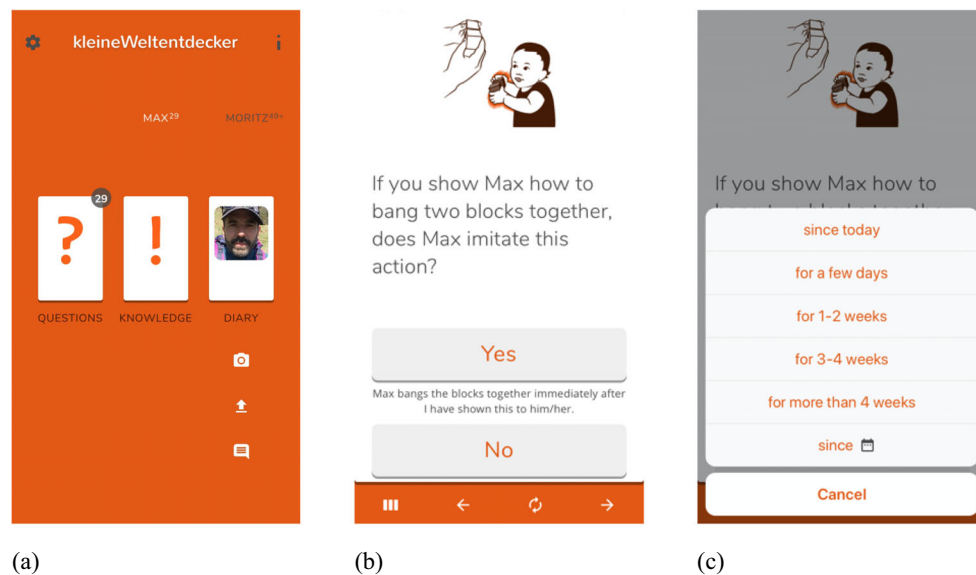 kleineWeltentdecker
i
MAX29
MORITZ49+
29
?
!
QUESTIONS
KNOWLEDGE
DIARY
If you show Max how to
bang two blocks together,
does Max imitate this
action?
Yes
Max bangs the blocks together immediately after
I have shown this to him/her.
No
If you show Max how to
since today
for a few days
for 1-2 weeks
for 3-4 weeks
for more than 4 weeks
since
Cancel
(a)
(b)
(c)